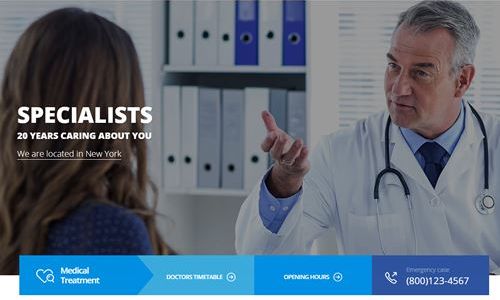 SPECIALISTS
20 YEARS CARING ABOUT YOU
We are located in New York
Medical
Treatment
DOCTORS TIMETABLE
OPENING HOURS
Emergency case
(800)123-4567